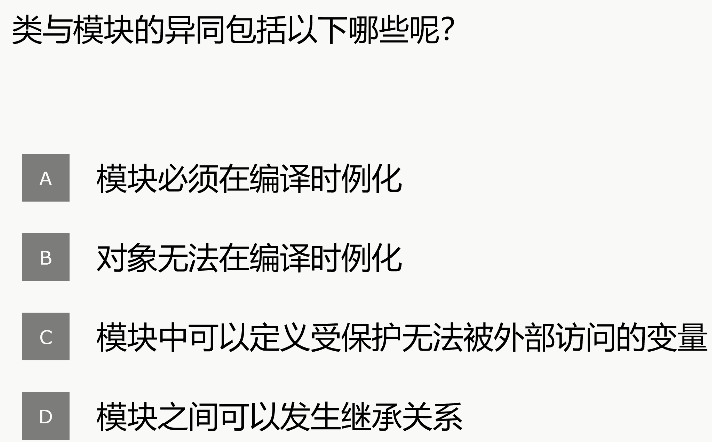 类与模块的异同包括以下哪些呢?
A 模块必须在编译时例化
B 对象无法在编译时例化
C 模块中可以定义受保护无法被外部访问的变量
D 模块之间可以发生继承关系